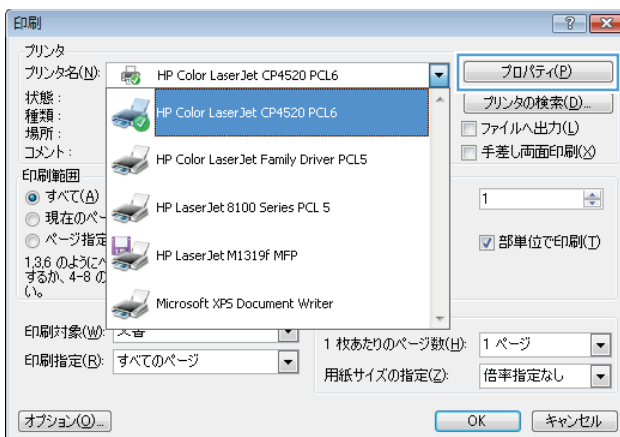 印刷
プリンタ
プリンタ名(N):
HP Color LaserJet CP4520 PCL6
プロパティ(P)
状態：
種類：
場所：
コメント：
HP Color LaserJet CP4520 PCL6
HP Color LaserJet Family Driver PCL5
HP LaserJet 8100 Series PCL 5
HP LaserJet M1319f MFP
Microsoft XPS Document Writer
プリンタの検索(D)...
ファイルへ出力(L)
手差し両面印刷(X)
印刷範囲
すべて(A)
現在のペー
ページ指定
1,3,6 のように
するか、4-8 の
い。
1
部単位で印刷(T)
印刷対象(W):
印刷指定(R): すべてのページ
1 枚あたりのページ数(H): 1 ページ
用紙サイズの指定(Z): 倍率指定なし
オプション(O)...
OK
キャンセル